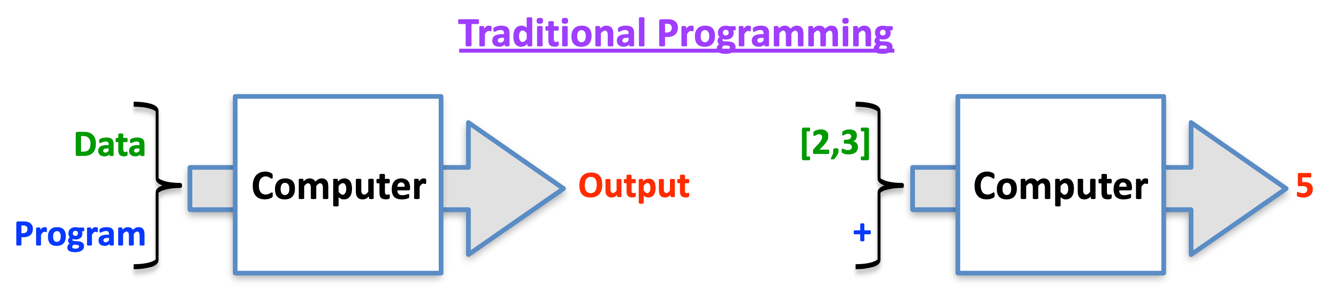 Traditional Programming
Data
Program
Computer
Output
[2,3]
+
Computer
5